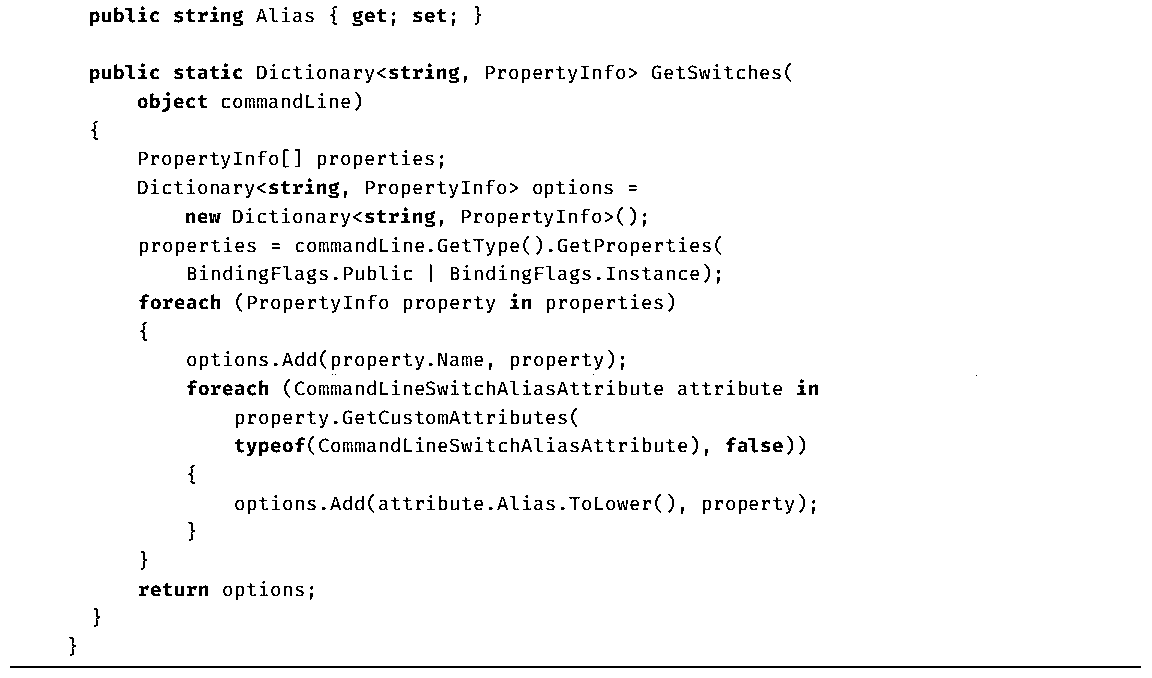 public string Alias { get; set; }
public static Dictionary<string, PropertyInfo> GetSwitches(
object commandLine)
{
PropertyInfo[] properties;
Dictionary<string, PropertyInfo> options =
new Dictionary<string, PropertyInfo>();
properties = commandLine.GetType().GetProperties(
BindingFlags.Public | BindingFlags.Instance);
foreach (PropertyInfo property in properties)
{
options.Add(property.Name, property);
foreach (CommandLineSwitchAliasAttribute attribute in
property.GetCustomAttributes(
typeof(CommandLineSwitchAliasAttribute), false))
{
options.Add(attribute.Alias.ToLower(), property);
}
}
return options;
}
}